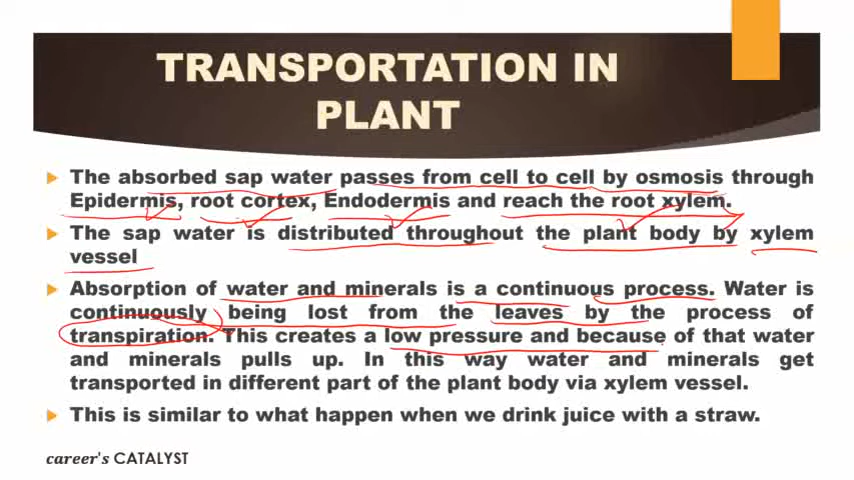 TRANSPORTATION IN
PLANT
The absorbed sap water passes from cell to cell by osmosis through
Epidermis, root cortex, Endodermis and reach the root xylem.
The sap water is distributed throughout the plant body by xylem
vessel
Absorption of water and minerals is a continuous process. Water is
continuously being lost from the leaves by the process of
transpiration. This creates a low pressure and because of that water
and minerals pulls up. In this way water and minerals get
transported in different part of the plant body via xylem vessel.
This is similar to what happen when we drink juice with a straw.
career's CATALYST